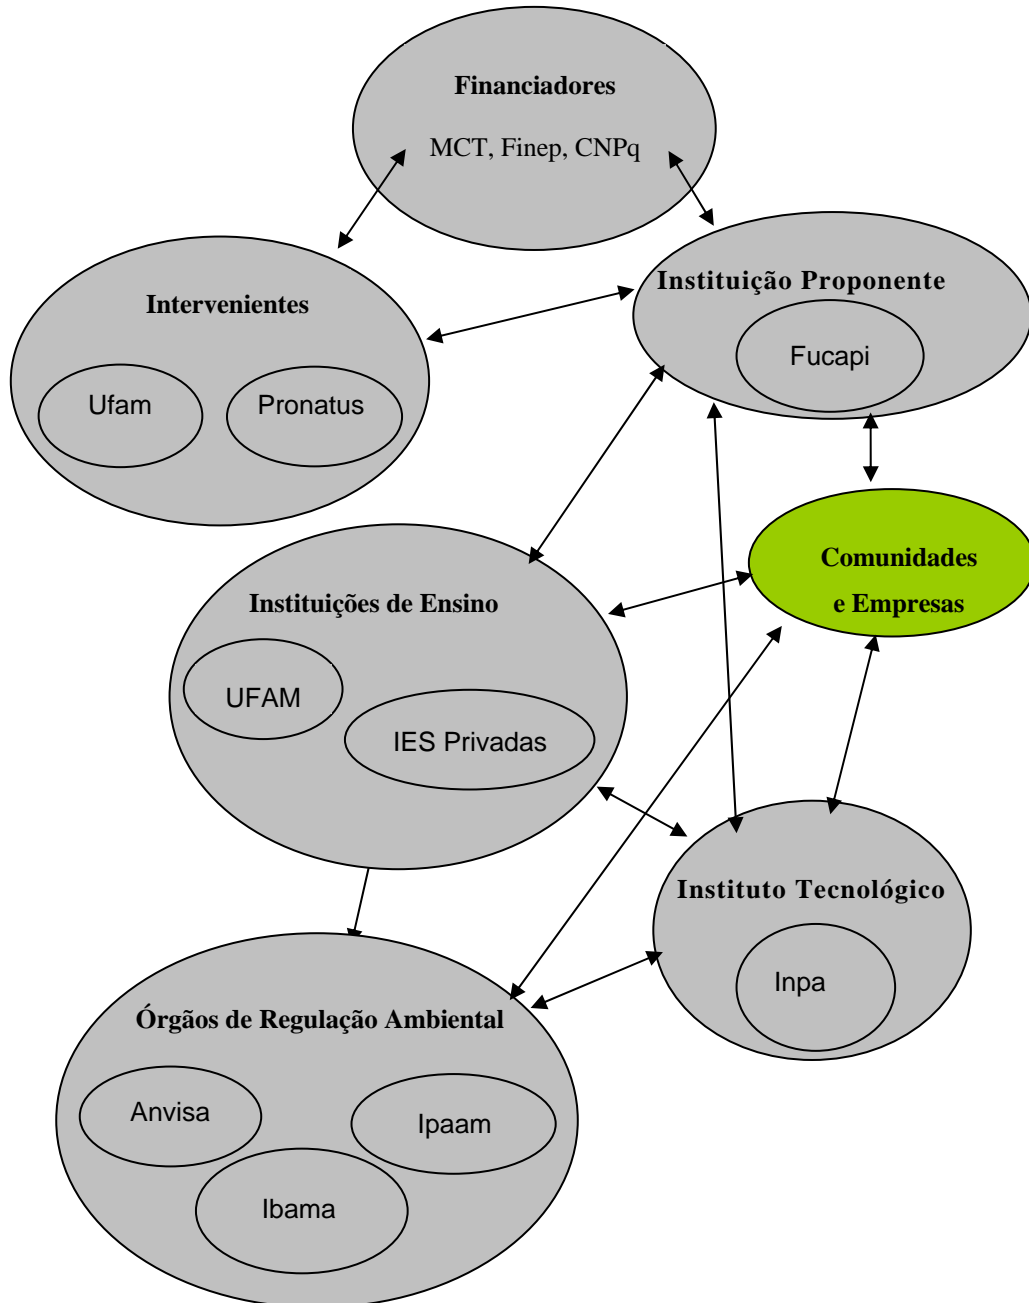 Financiadores
MCT, Finep, CNPq
Instituição Proponente
Fucapi
Intervenientes
Ufam
Pronatus
Comunidades
e Empresas
Instituições de Ensino
UFAM
IES Privadas
Instituto Tecnológico
Inpa
Órgãos de Regulação Ambiental
Anvisa
Ipaam
Ibama